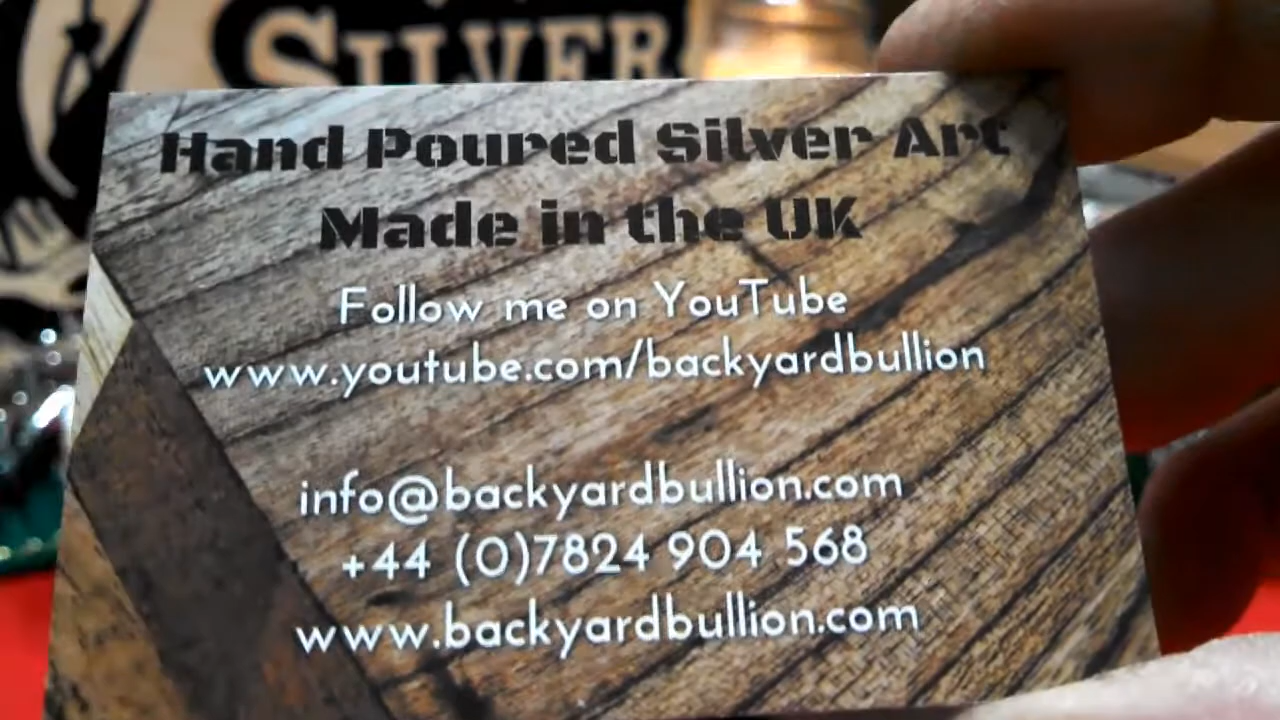 SILVER
Hand Poured Silver Art
Made in the UK
Follow me on YouTube
www.youtube.com/backyardbullion
info@backyardbullion.com
+44 (0)7824 904 568
www.backyardbullion.com